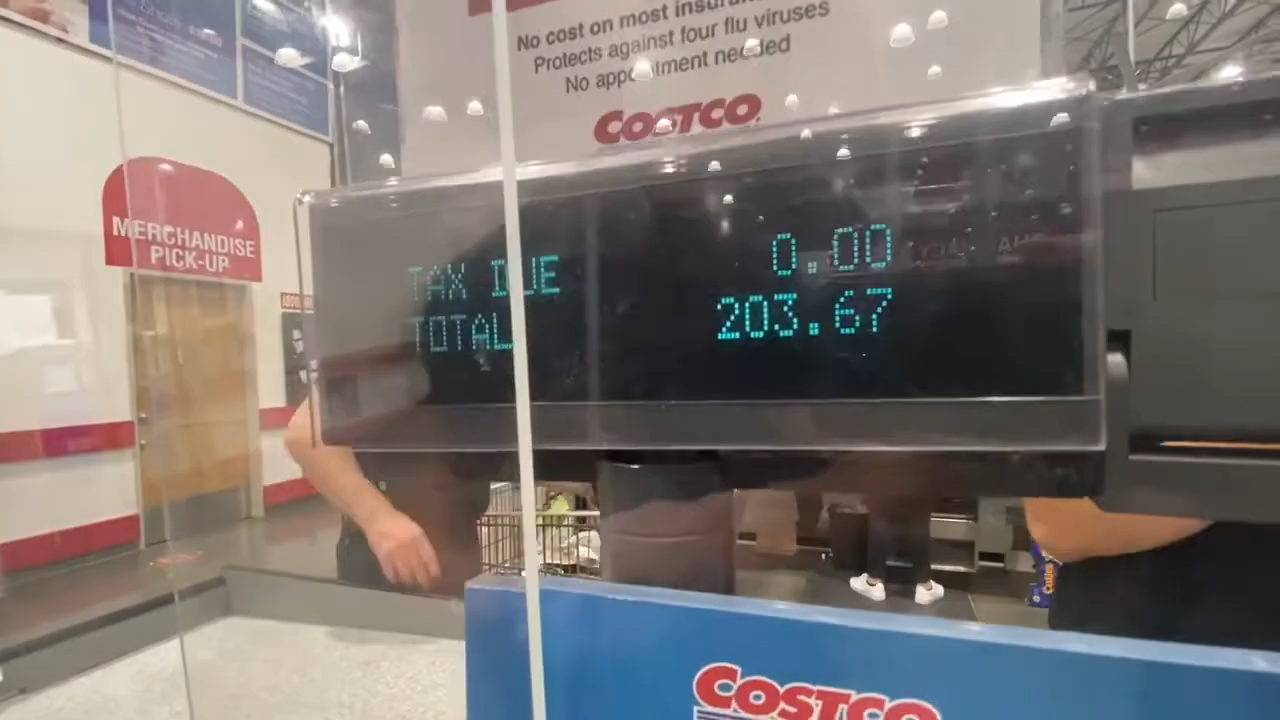 No cost on most
Protects against four flu viruses
No appointment needed
COSTCO
MERCHANDISE
PICK-UP
TAX DUE 0.00
TOTAL 203.67
COSTCO